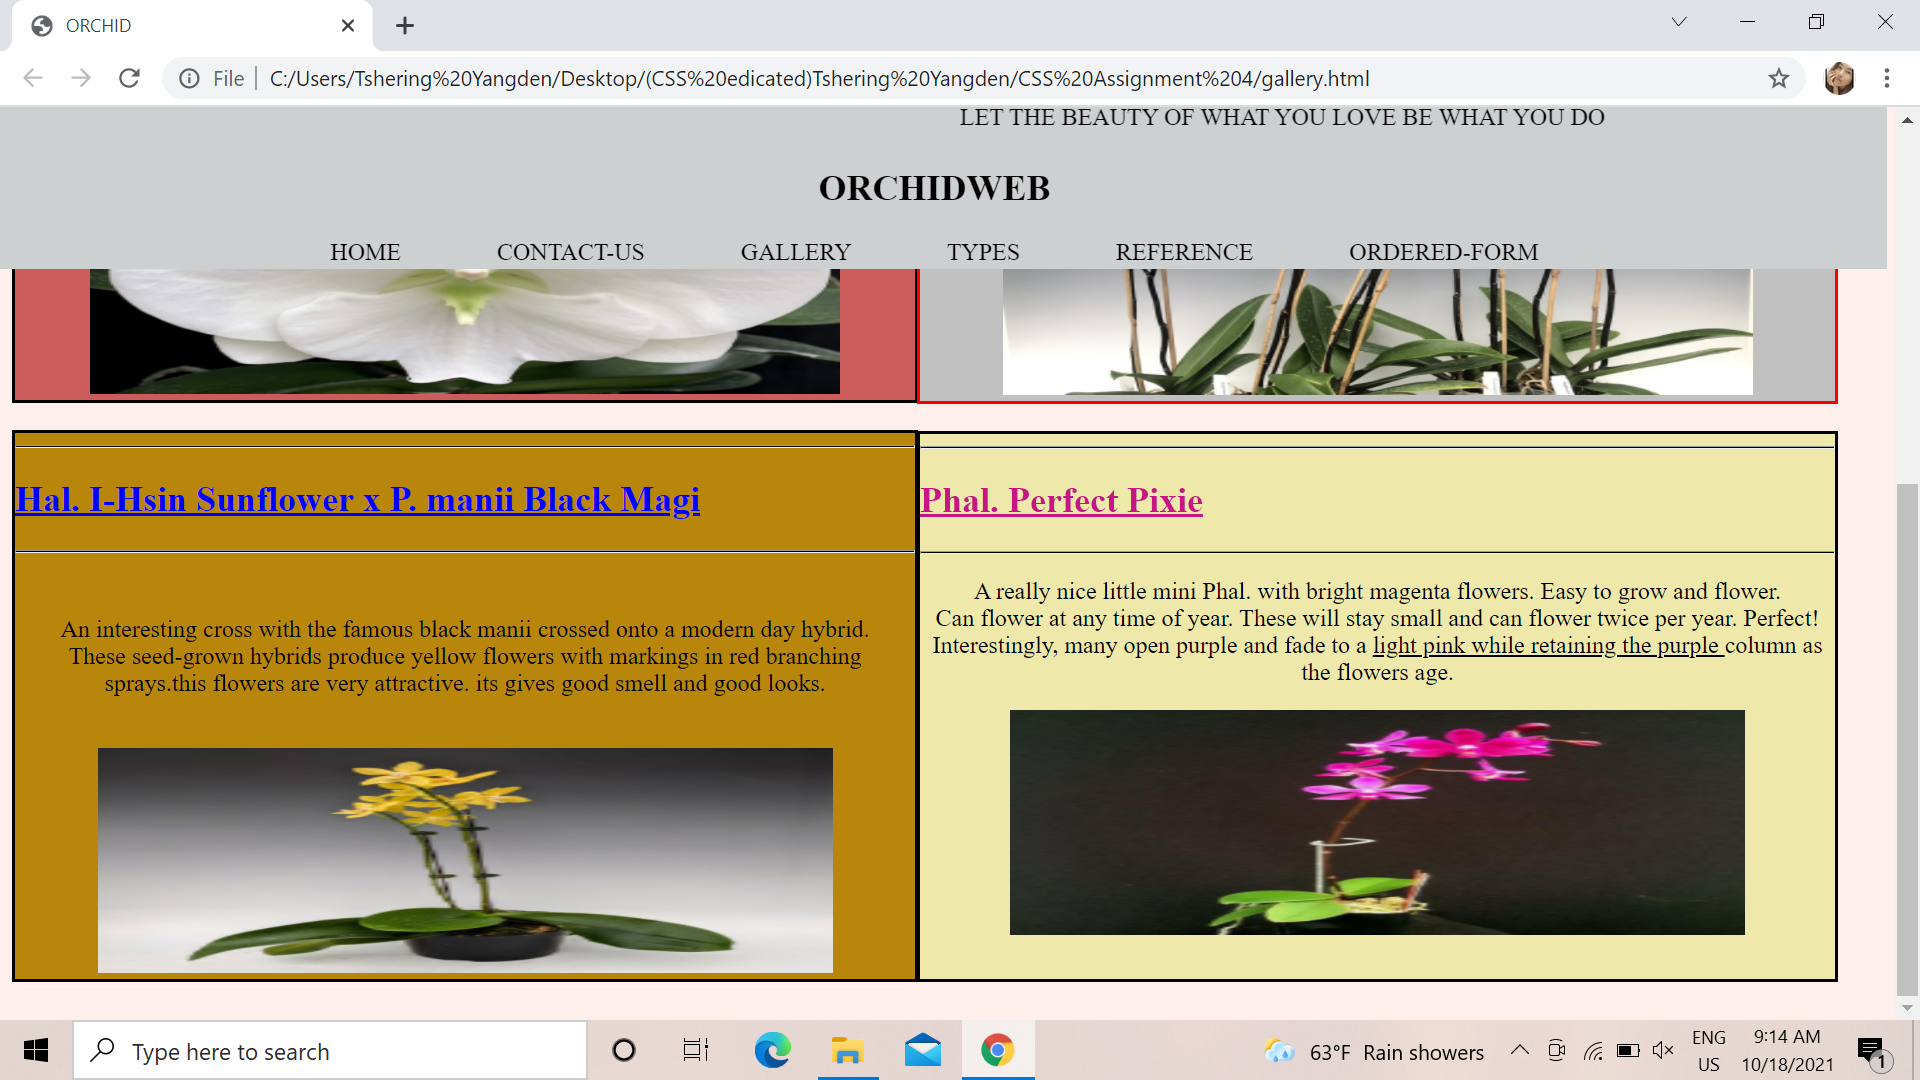 ORCHID
File
C:/Users/Tshering%20Yangden/Desktop/(CSS%20edicated)Tshering%20Yangden/CSS%20Assignment%204/gallery.html
LET THE BEAUTY OF WHAT YOU LOVE BE WHAT YOU DO
ORCHIDWEB
HOME CONTACT-US GALLERY TYPES REFERENCE ORDERED-FORM
Hal. I-Hsin Sunflower x P. manii Black Magi
An interesting cross with the famous black manii crossed onto a modern day hybrid.
These seed-grown hybrids produce yellow flowers with markings in red branching
sprays.this flowers are very attractive. its gives good smell and good looks.
Phal. Perfect Pixie
A really nice little mini Phal. with bright magenta flowers. Easy to grow and flower.
Can flower at any time of year. These will stay small and can flower twice per year. Perfect!
Interestingly, many open purple and fade to a light pink while retaining the purple column as
the flowers age.
Type here to search
63°F Rain showers
ENG
US
9:14 AM
10/18/2021
1